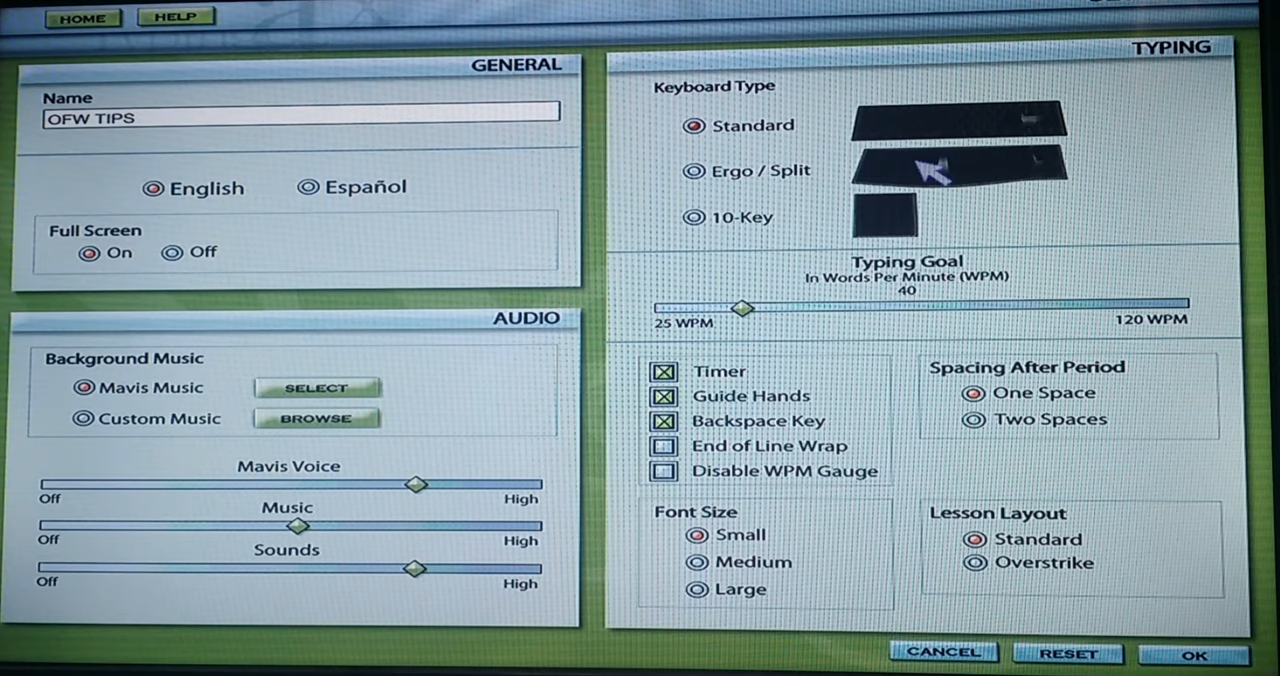 HOME HELP
GENERAL
Name
OFW TIPS
English Español
Full Screen
On Off
AUDIO
Background Music
Mavis Music SELECT
Custom Music BROWSE
Mavis Voice
Off High
Music
Off High
Sounds
Off High
TYPING
Keyboard Type
Standard
Ergo / Split
10-Key
Typing Goal
In Words Per Minute (WPM)
40
25 WPM 120 WPM
Timer
Guide Hands
Backspace Key
End of Line Wrap
Disable WPM Gauge
Spacing After Period
One Space
Two Spaces
Font Size
Small
Medium
Large
Lesson Layout
Standard
Overstrike
CANCEL RESET OK